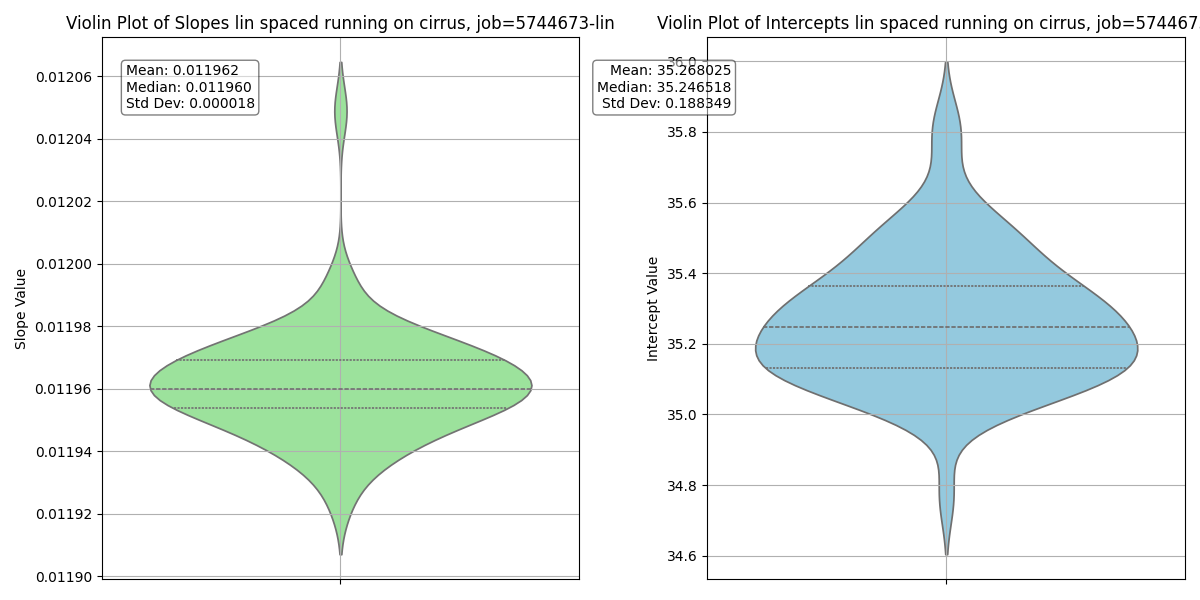 Violin Plot of Slopes lin spaced running on cirrus, job=5744673-lin
Mean: 0.011962
Median: 0.011960
Std Dev: 0.000018
Slope Value
0.01206
0.01204
0.01202
0.01200
0.01198
0.01196
0.01194
0.01192
0.01190
Violin Plot of Intercepts lin spaced running on cirrus, job=574467
Mean: 35.268025
Median: 35.246518
Std Dev: 0.188349
Intercept Value
36.0
35.8
35.6
35.4
35.2
35.0
34.8
34.6